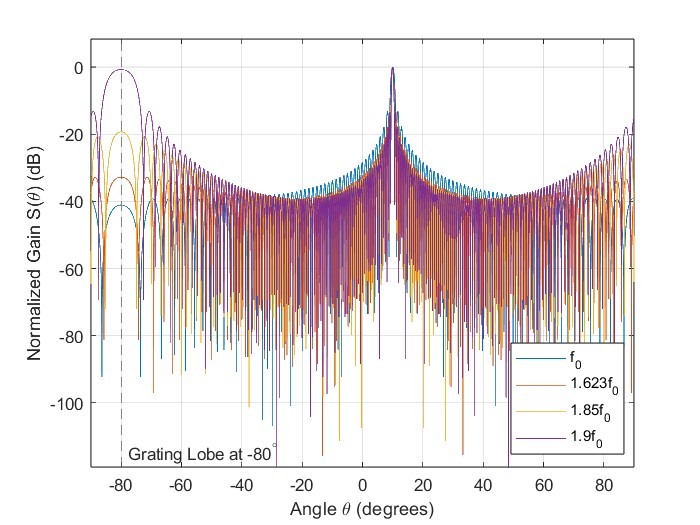 Normalized Gain S(θ) (dB)
0
-20
-40
-60
-80
-100
Grating Lobe at -80°
f₀
1.623f₀
1.85f₀
1.9f₀
-80 -60 -40 -20 0 20 40 60 80
Angle θ (degrees)